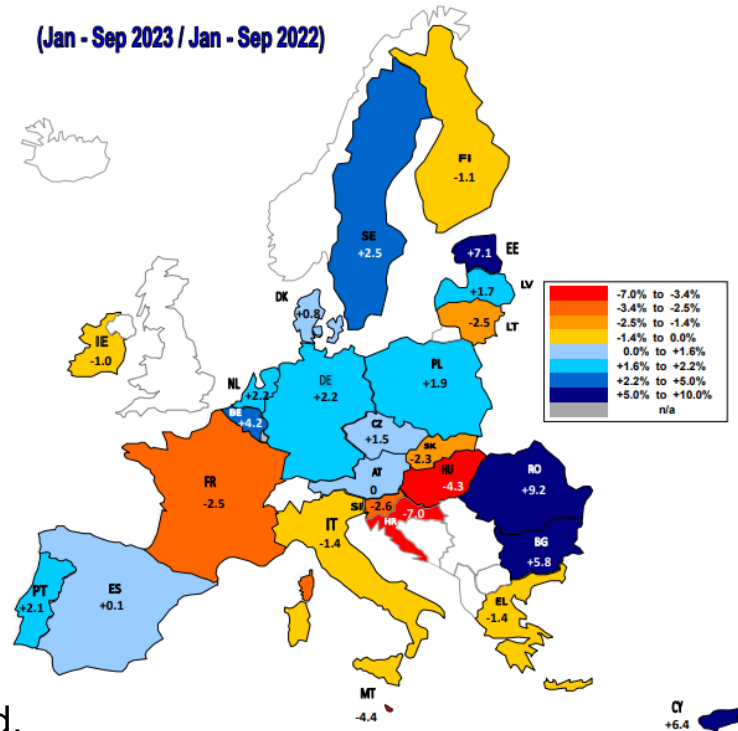 (Jan - Sep 2023 / Jan - Sep 2022)
FI
-1.1
SE
+2.5
EE
+7.1
LV
+1.7
DK
+0.8
LT
-2.5
-7.0% to -3.4%
-3.4% to -2.5%
-2.5% to -1.4%
-1.4% to 0.0%
0.0% to +1.6%
+1.6% to +2.2%
+2.2% to +5.0%
+5.0% to +10.0%
n/a
IE
-1.0
NL
+2.2
DE
+2.2
PL
+1.9
BE
+4.2
CZ
+1.5
SK
-2.3
FR
-2.5
AT
0
HU
-4.3
RO
+9.2
SI
-2.6
HR
-7.0
IT
-1.4
BG
+5.8
PT
+2.1
ES
+0.1
EL
-1.4
MT
-4.4
CY
+6.4
d.